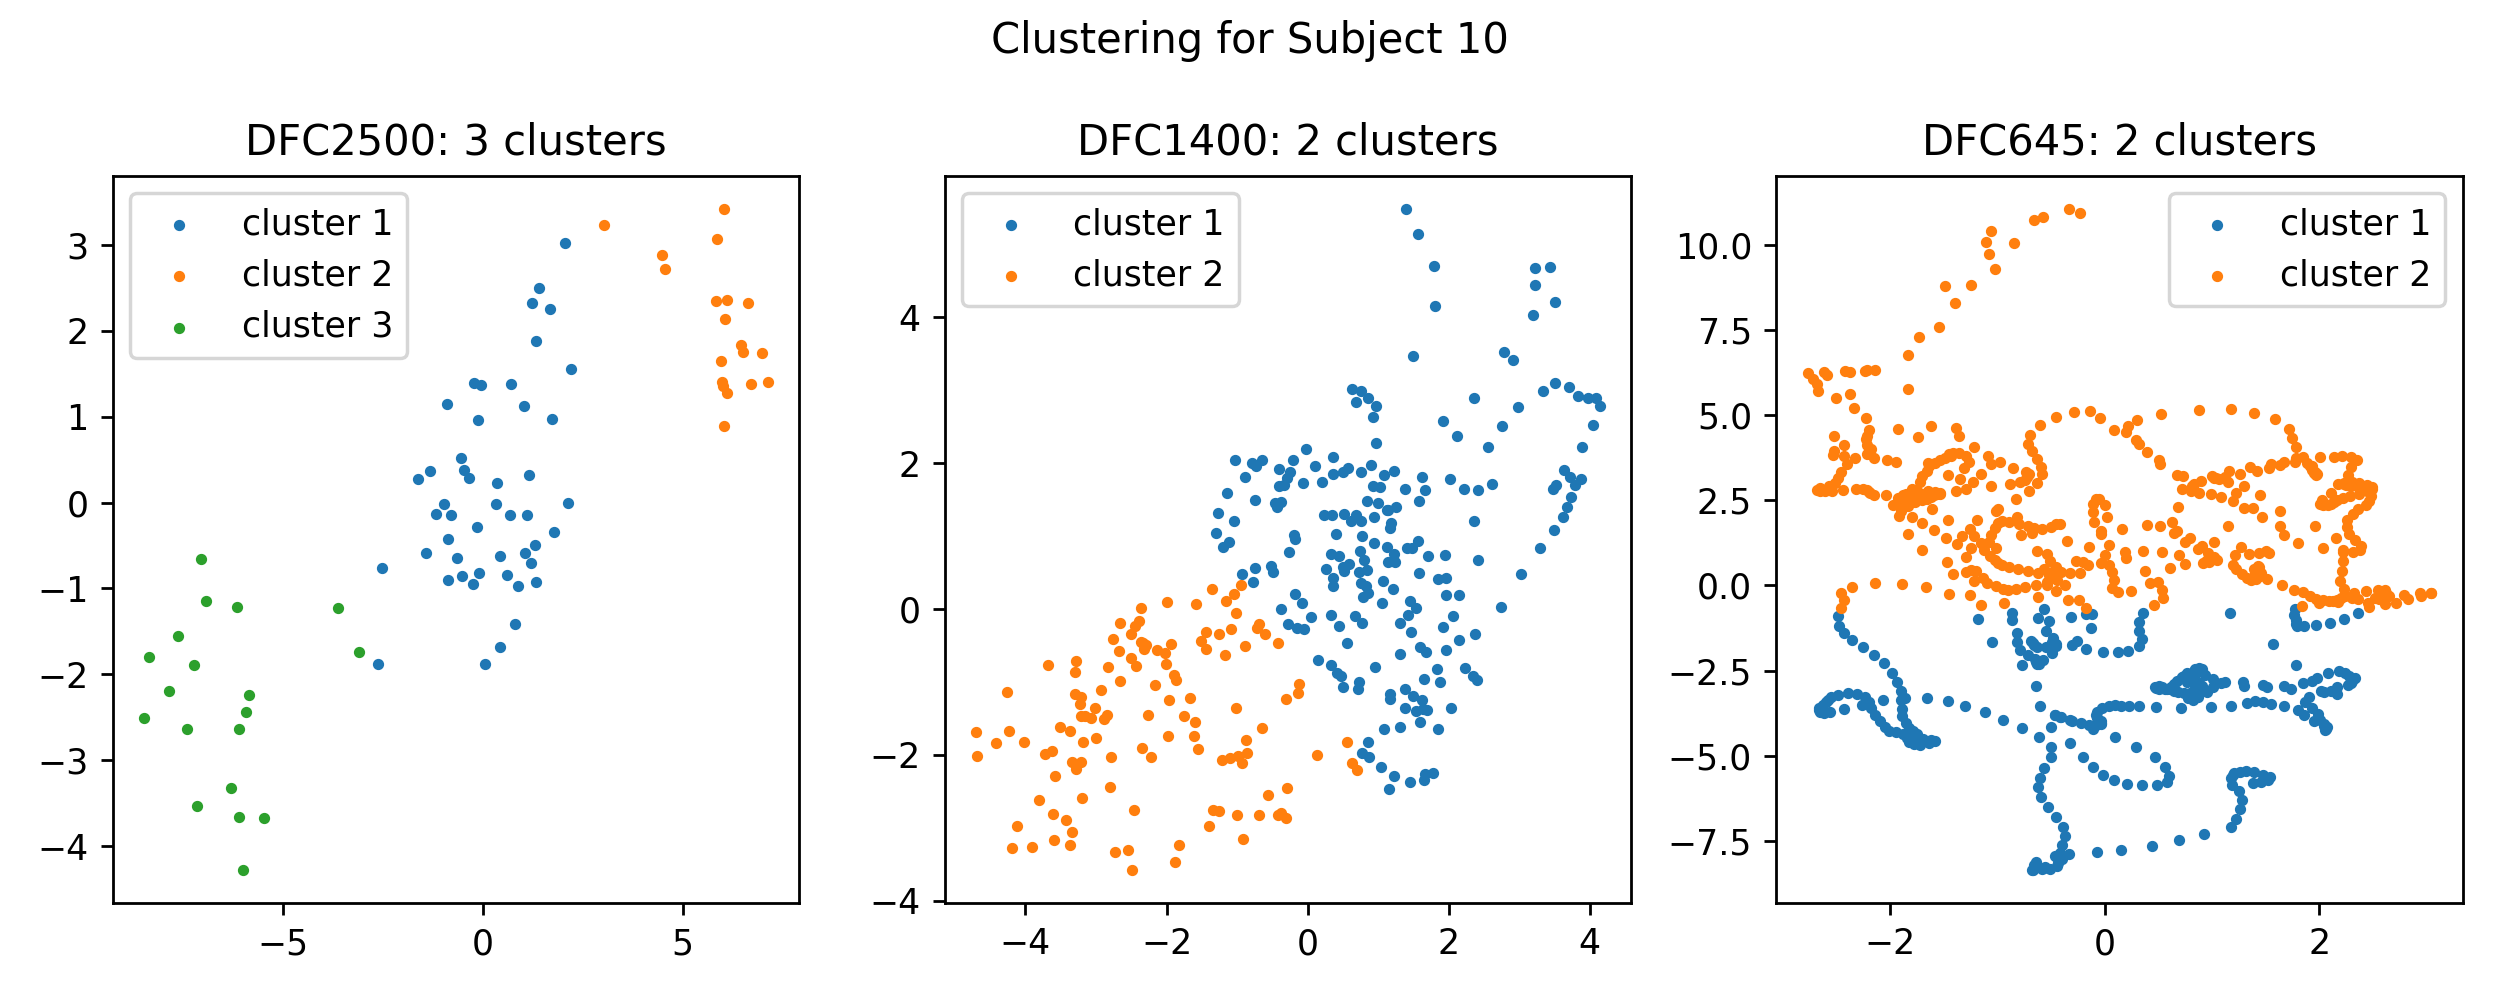 Clustering for Subject 10
DFC2500: 3 clusters
cluster 1
cluster 2
cluster 3
3
2
1
0
−1
−2
−3
−4
−5
0
5
DFC1400: 2 clusters
cluster 1
cluster 2
4
2
0
−2
−4
−4
−2
0
2
4
DFC645: 2 clusters
cluster 1
cluster 2
10.0
7.5
5.0
2.5
0.0
−2.5
−5.0
−7.5
−2
0
2